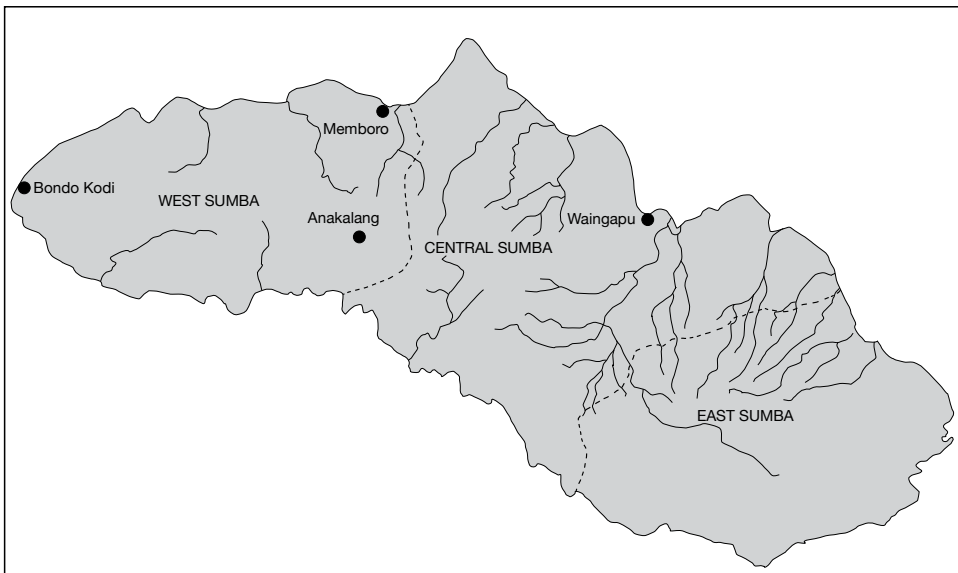 Memboro
Bondo Kodi
WEST SUMBA
Anakalang
Waingapu
CENTRAL SUMBA
EAST SUMBA